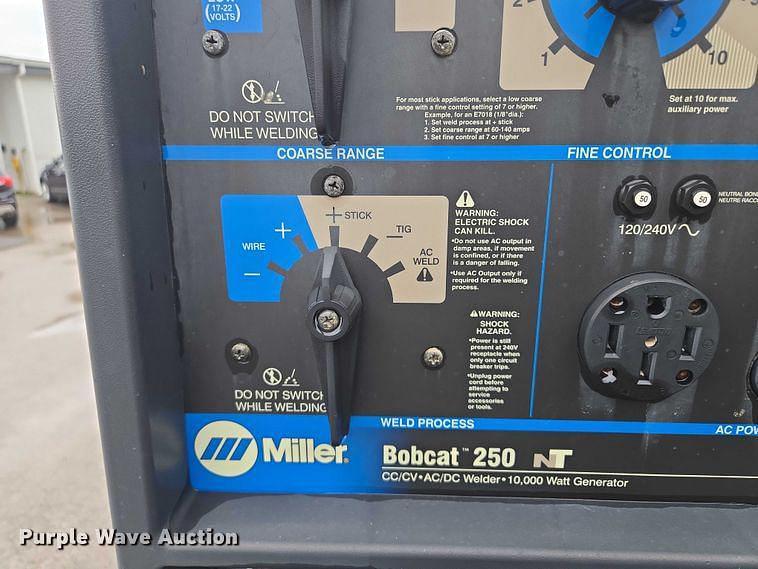 (17-22
VOLTS)
DO NOT SWITCH
WHILE WELDING
COARSE RANGE
1
2
10
For most stick applications, select a low coarse
range with a fine control setting of 7 or higher.
Example, for an E7018 (1/8"dia.):
1. Set weld process at + stick
2. Set coarse range at 60-140 amps
3. Set fine control at 7 or higher
Set at 10 for max.
auxiliary power
FINE CONTROL
WIRE
+
−
+STICK
−TIG
AC
WELD
WARNING:
ELECTRIC SHOCK
CAN KILL.
•Do not use AC output in
damp areas, if movement
is confined, or if there
is a danger of falling.
•Use AC Output only if
required for the welding
process.
WARNING:
SHOCK
HAZARD.
•Power is still
present at 240V
receptacle when
only one circuit
breaker trips.
•Unplug power
cord before
attempting to
service
accessories
or tools.
50
50
NEUTRAL BON
NEUTRE RACCO
120/240V
DO NOT SWITCH
WHILE WELDING
WELD PROCESS
AC POW
Miller®
Bobcat™ 250 NT
CC/CV•AC/DC Welder•10,000 Watt Generator
Purple Wave Auction